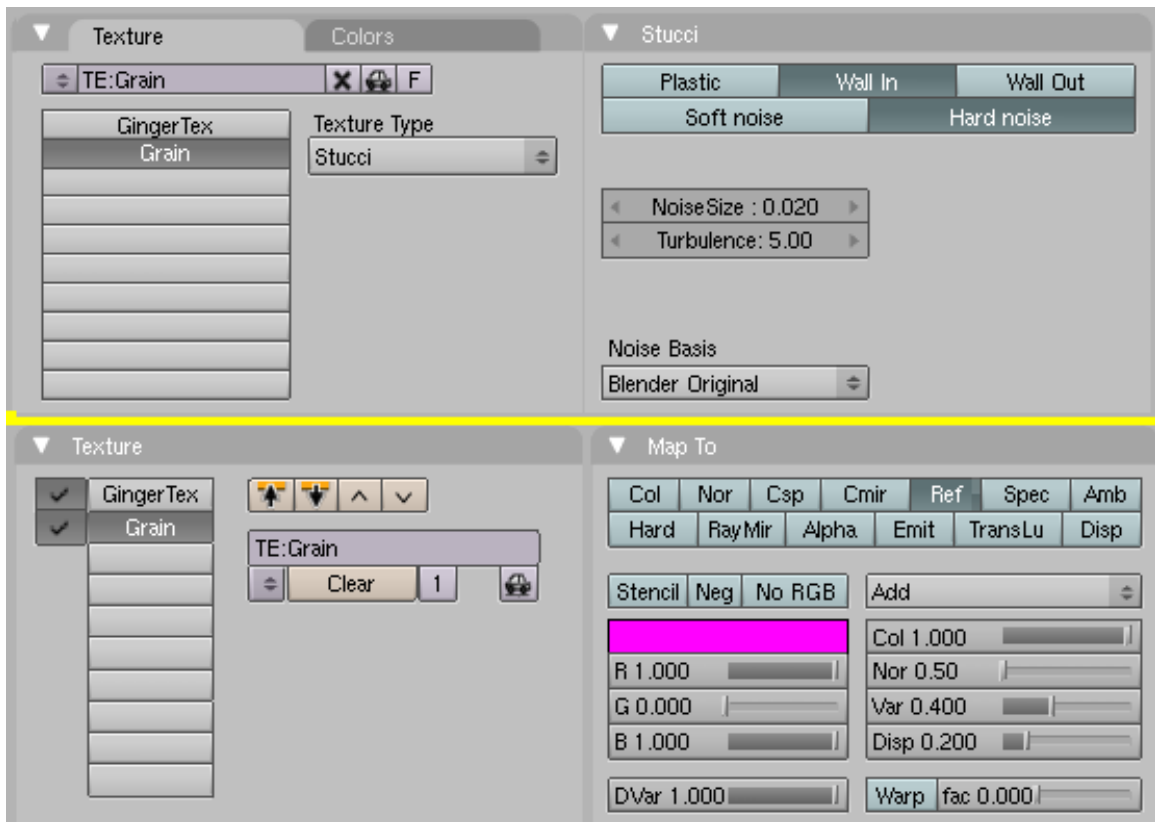 Texture Colors
TE:Grain F
GingerTex
Grain
Texture Type
Stucci
Stucci
Plastic Wall In Wall Out
Soft noise Hard noise
NoiseSize : 0.020
Turbulence: 5.00
Noise Basis
Blender Original
Texture
GingerTex
Grain
TE:Grain
Clear 1
Map To
Col Nor Csp Cmir Ref Spec Amb
Hard RayMir Alpha Emit TransLu Disp
Stencil Neg No RGB
R 1.000
G 0.000
B 1.000
DVar 1.000
Add
Col 1.000
Nor 0.50
Var 0.400
Disp 0.200
Warp fac 0.000